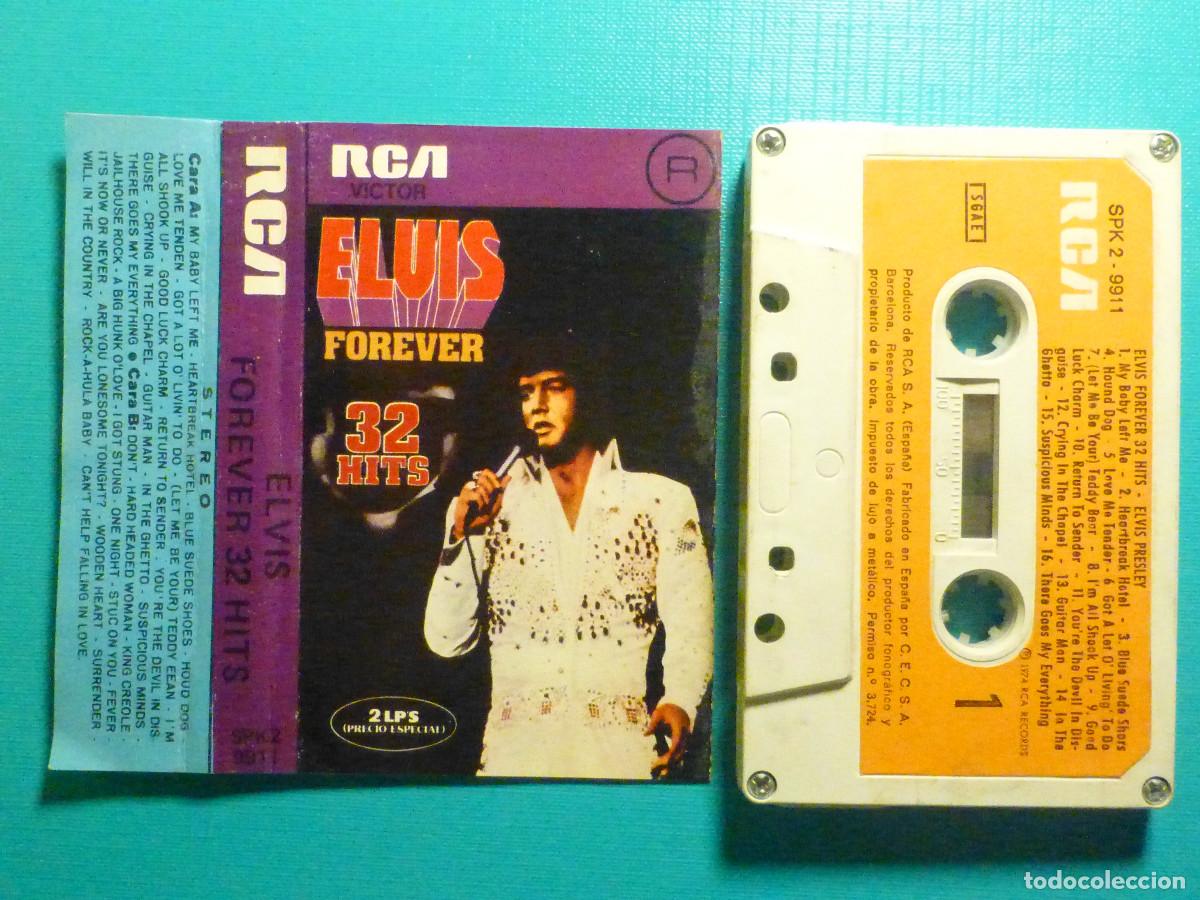 STEREO
Cara A: MY BABY LEFT ME - HEARTBREAK HOTEL - BLUE SUEDE SHOES - HOUD DOG
LOVE ME TENDEN - GOT A LOT O' LIVIN' TO DO - (LET ME BE YOUR) TEDDY EEAN - I'M
ALL SHOOK UP - GOOD LUCK CHARM - RETURN TO SENDER - YOU'RE THE DEVIL IN DIS-
GUISE - CRYING IN THE CHAPEL - GUITAR MAN - IN THE GHETTO - SUSPICIOUS MINDS -
THERE GOES MY EVERYTHING ● Cara B: DON'T - HARD HEADED WOMAN - KING CREOLE -
JAILHOUSE ROCK - A BIG HUNK O'LOVE - I GOT STUNG - ONE NIGHT - STUC ON YOU - FEVER -
IT'S NOW OR NEVER - ARE YOU LONESOME TONIGHT? - WOODEN HEART - SURRENDER -
WILL IN THE COUNTRY - ROCK-A-HULA BABY - CAN'T HELP FALLING IN LOVE.
RCA
ELVIS
FOREVER 32 HITS
SPK2
9911
RCA
VICTOR
R
ELVIS
FOREVER
32
HITS
2 LP'S
(PRECIO ESPECIAL)
SPK 2 - 9911
RCA
SGAE
ELVIS FOREVER 32 HITS - ELVIS PRESLEY
1. My Baby Left Me - 2. Heartbreak Hotel - 3. Blue Suede Shors
4. Hound Dog - 5 Love Me Tender - 6 Got A Lot O' Living' To Do
7. (Let Me Be Your) Teddy Bear - 8. I'm All Shook Up - 9. Good
Luck Charm - 10. Return To Sender - 11. You're The Devil In Dis-
guise - 12. Crying In The Chapel - 13. Guitar Man - 14 In The
Ghetto - 15. Suspicious Minds - 16. There Goes My Everything
℗ 1974 RCA RECORDS
1
100 50 0
Producto de RCA S. A. (España) Fabricado en España por C. E. C. S. A.
Barcelona. Reservados todos los derechos del productor fonográfico y
propietario de la obra. Impuesto de lujo a metálico, Permiso n.º 3.724.
todocoleccion